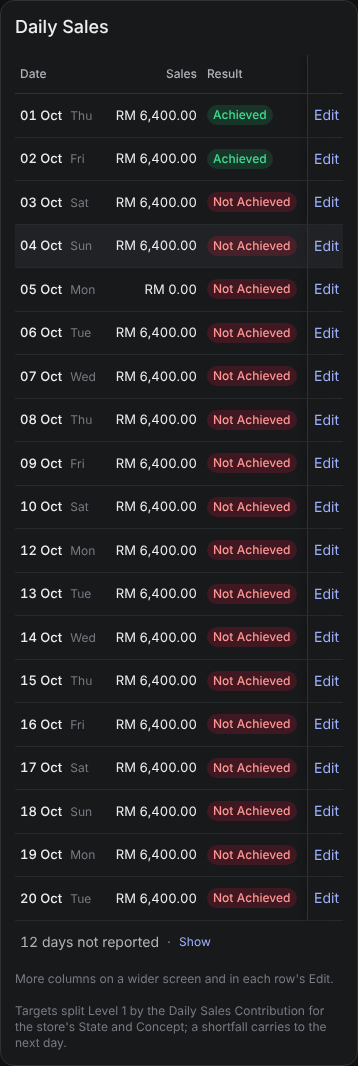 Daily Sales
Date Sales Result
01 Oct Thu RM 6,400.00 Achieved Edit
02 Oct Fri RM 6,400.00 Achieved Edit
03 Oct Sat RM 6,400.00 Not Achieved Edit
04 Oct Sun RM 6,400.00 Not Achieved Edit
05 Oct Mon RM 0.00 Not Achieved Edit
06 Oct Tue RM 6,400.00 Not Achieved Edit
07 Oct Wed RM 6,400.00 Not Achieved Edit
08 Oct Thu RM 6,400.00 Not Achieved Edit
09 Oct Fri RM 6,400.00 Not Achieved Edit
10 Oct Sat RM 6,400.00 Not Achieved Edit
12 Oct Mon RM 6,400.00 Not Achieved Edit
13 Oct Tue RM 6,400.00 Not Achieved Edit
14 Oct Wed RM 6,400.00 Not Achieved Edit
15 Oct Thu RM 6,400.00 Not Achieved Edit
16 Oct Fri RM 6,400.00 Not Achieved Edit
17 Oct Sat RM 6,400.00 Not Achieved Edit
18 Oct Sun RM 6,400.00 Not Achieved Edit
19 Oct Mon RM 6,400.00 Not Achieved Edit
20 Oct Tue RM 6,400.00 Not Achieved Edit
12 days not reported · Show
More columns on a wider screen and in each row's Edit.
Targets split Level 1 by the Daily Sales Contribution for
the store's State and Concept; a shortfall carries to the
next day.